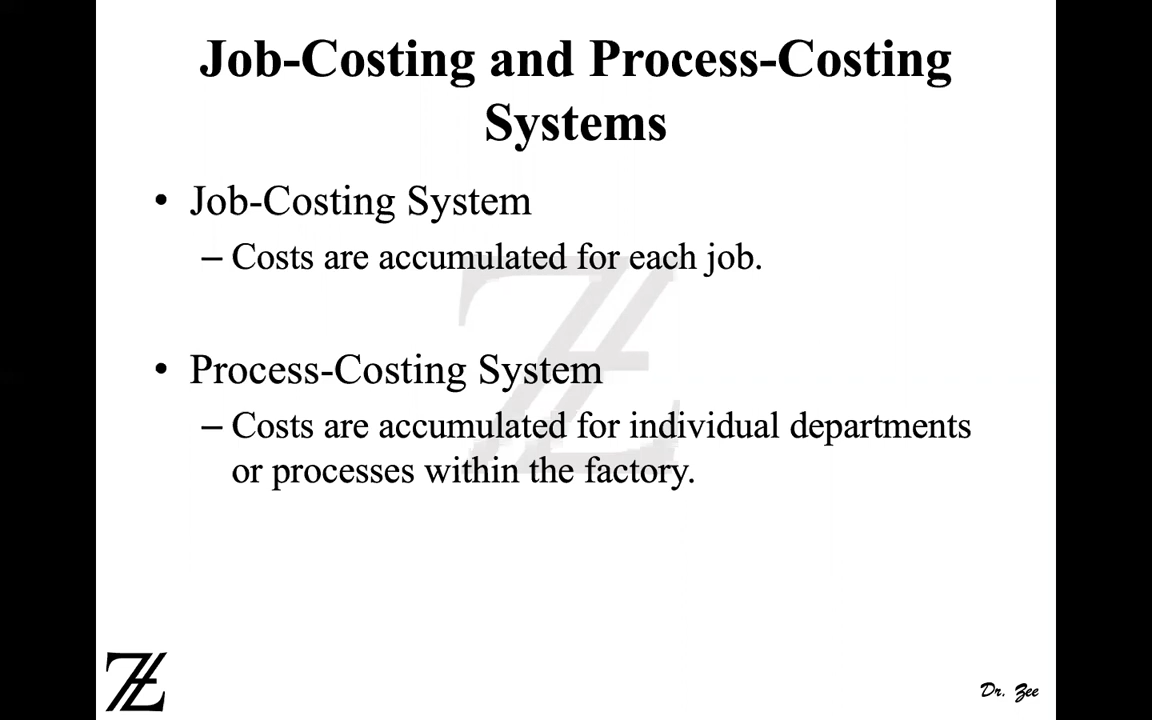 Job-Costing and Process-Costing
Systems
• Job-Costing System
– Costs are accumulated for each job.
• Process-Costing System
– Costs are accumulated for individual departments
or processes within the factory.
Dr. Zee